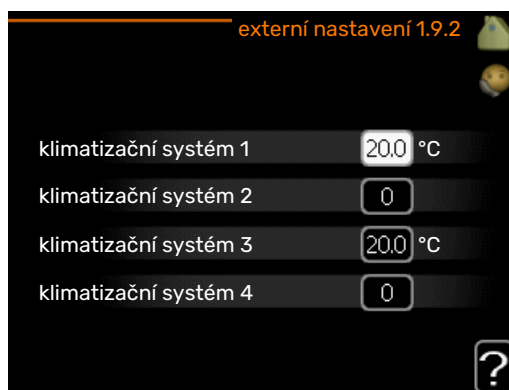 externí nastavení 1.9.2
klimatizační systém 1 20.0 °C
klimatizační systém 2 0
klimatizační systém 3 20.0 °C
klimatizační systém 4 0
?